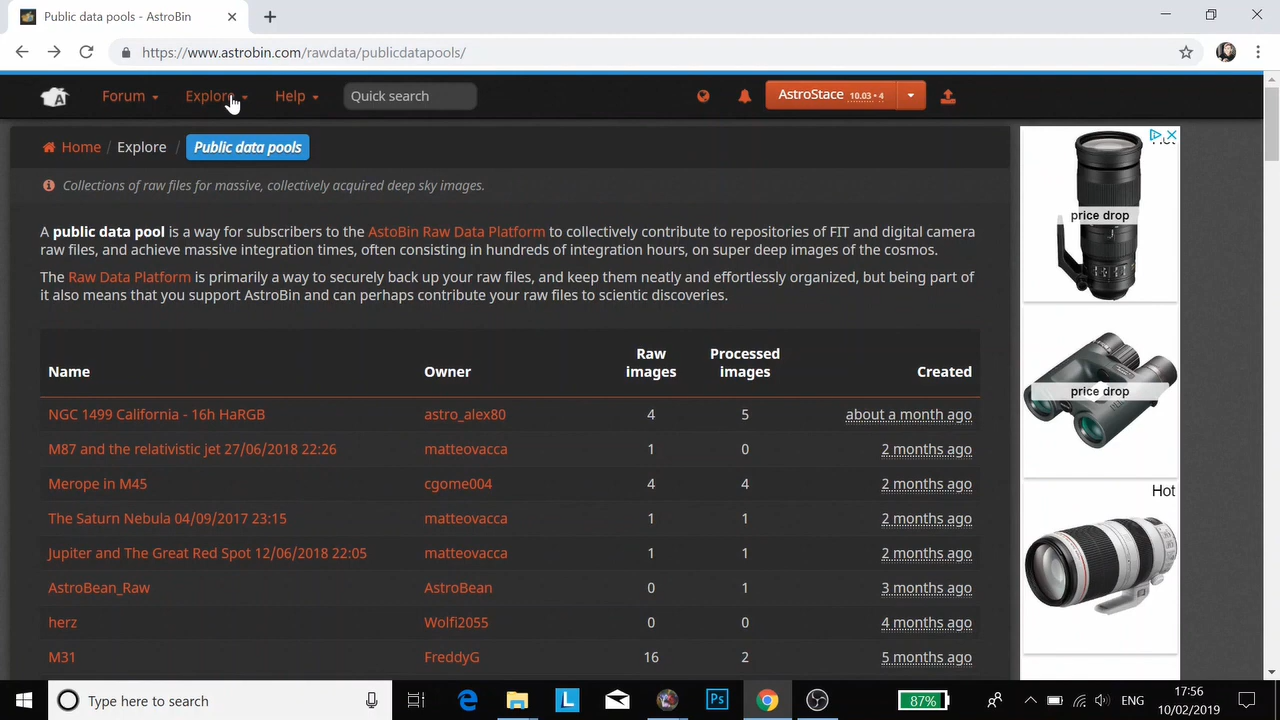 Public data pools - AstroBin
https://www.astrobin.com/rawdata/publicdatapools/
Forum Explore Help Quick search AstroStace 10.03 • 4
Home / Explore / Public data pools
Collections of raw files for massive, collectively acquired deep sky images.
A public data pool is a way for subscribers to the AstoBin Raw Data Platform to collectively contribute to repositories of FIT and digital camera
raw files, and achieve massive integration times, often consisting in hundreds of integration hours, on super deep images of the cosmos.
The Raw Data Platform is primarily a way to securely back up your raw files, and keep them neatly and effortlessly organized, but being part of
it also means that you support AstroBin and can perhaps contribute your raw files to scientic discoveries.
Name Owner Raw images Processed images Created
NGC 1499 California - 16h HaRGB astro_alex80 4 5 about a month ago
M87 and the relativistic jet 27/06/2018 22:26 matteovacca 1 0 2 months ago
Merope in M45 cgome004 4 4 2 months ago
The Saturn Nebula 04/09/2017 23:15 matteovacca 1 1 2 months ago
Jupiter and The Great Red Spot 12/06/2018 22:05 matteovacca 1 1 2 months ago
AstroBean_Raw AstroBean 0 1 3 months ago
herz Wolfi2055 0 0 4 months ago
M31 FreddyG 16 2 5 months ago
price drop
price drop
Hot
Type here to search
87%
ENG
17:56
10/02/2019